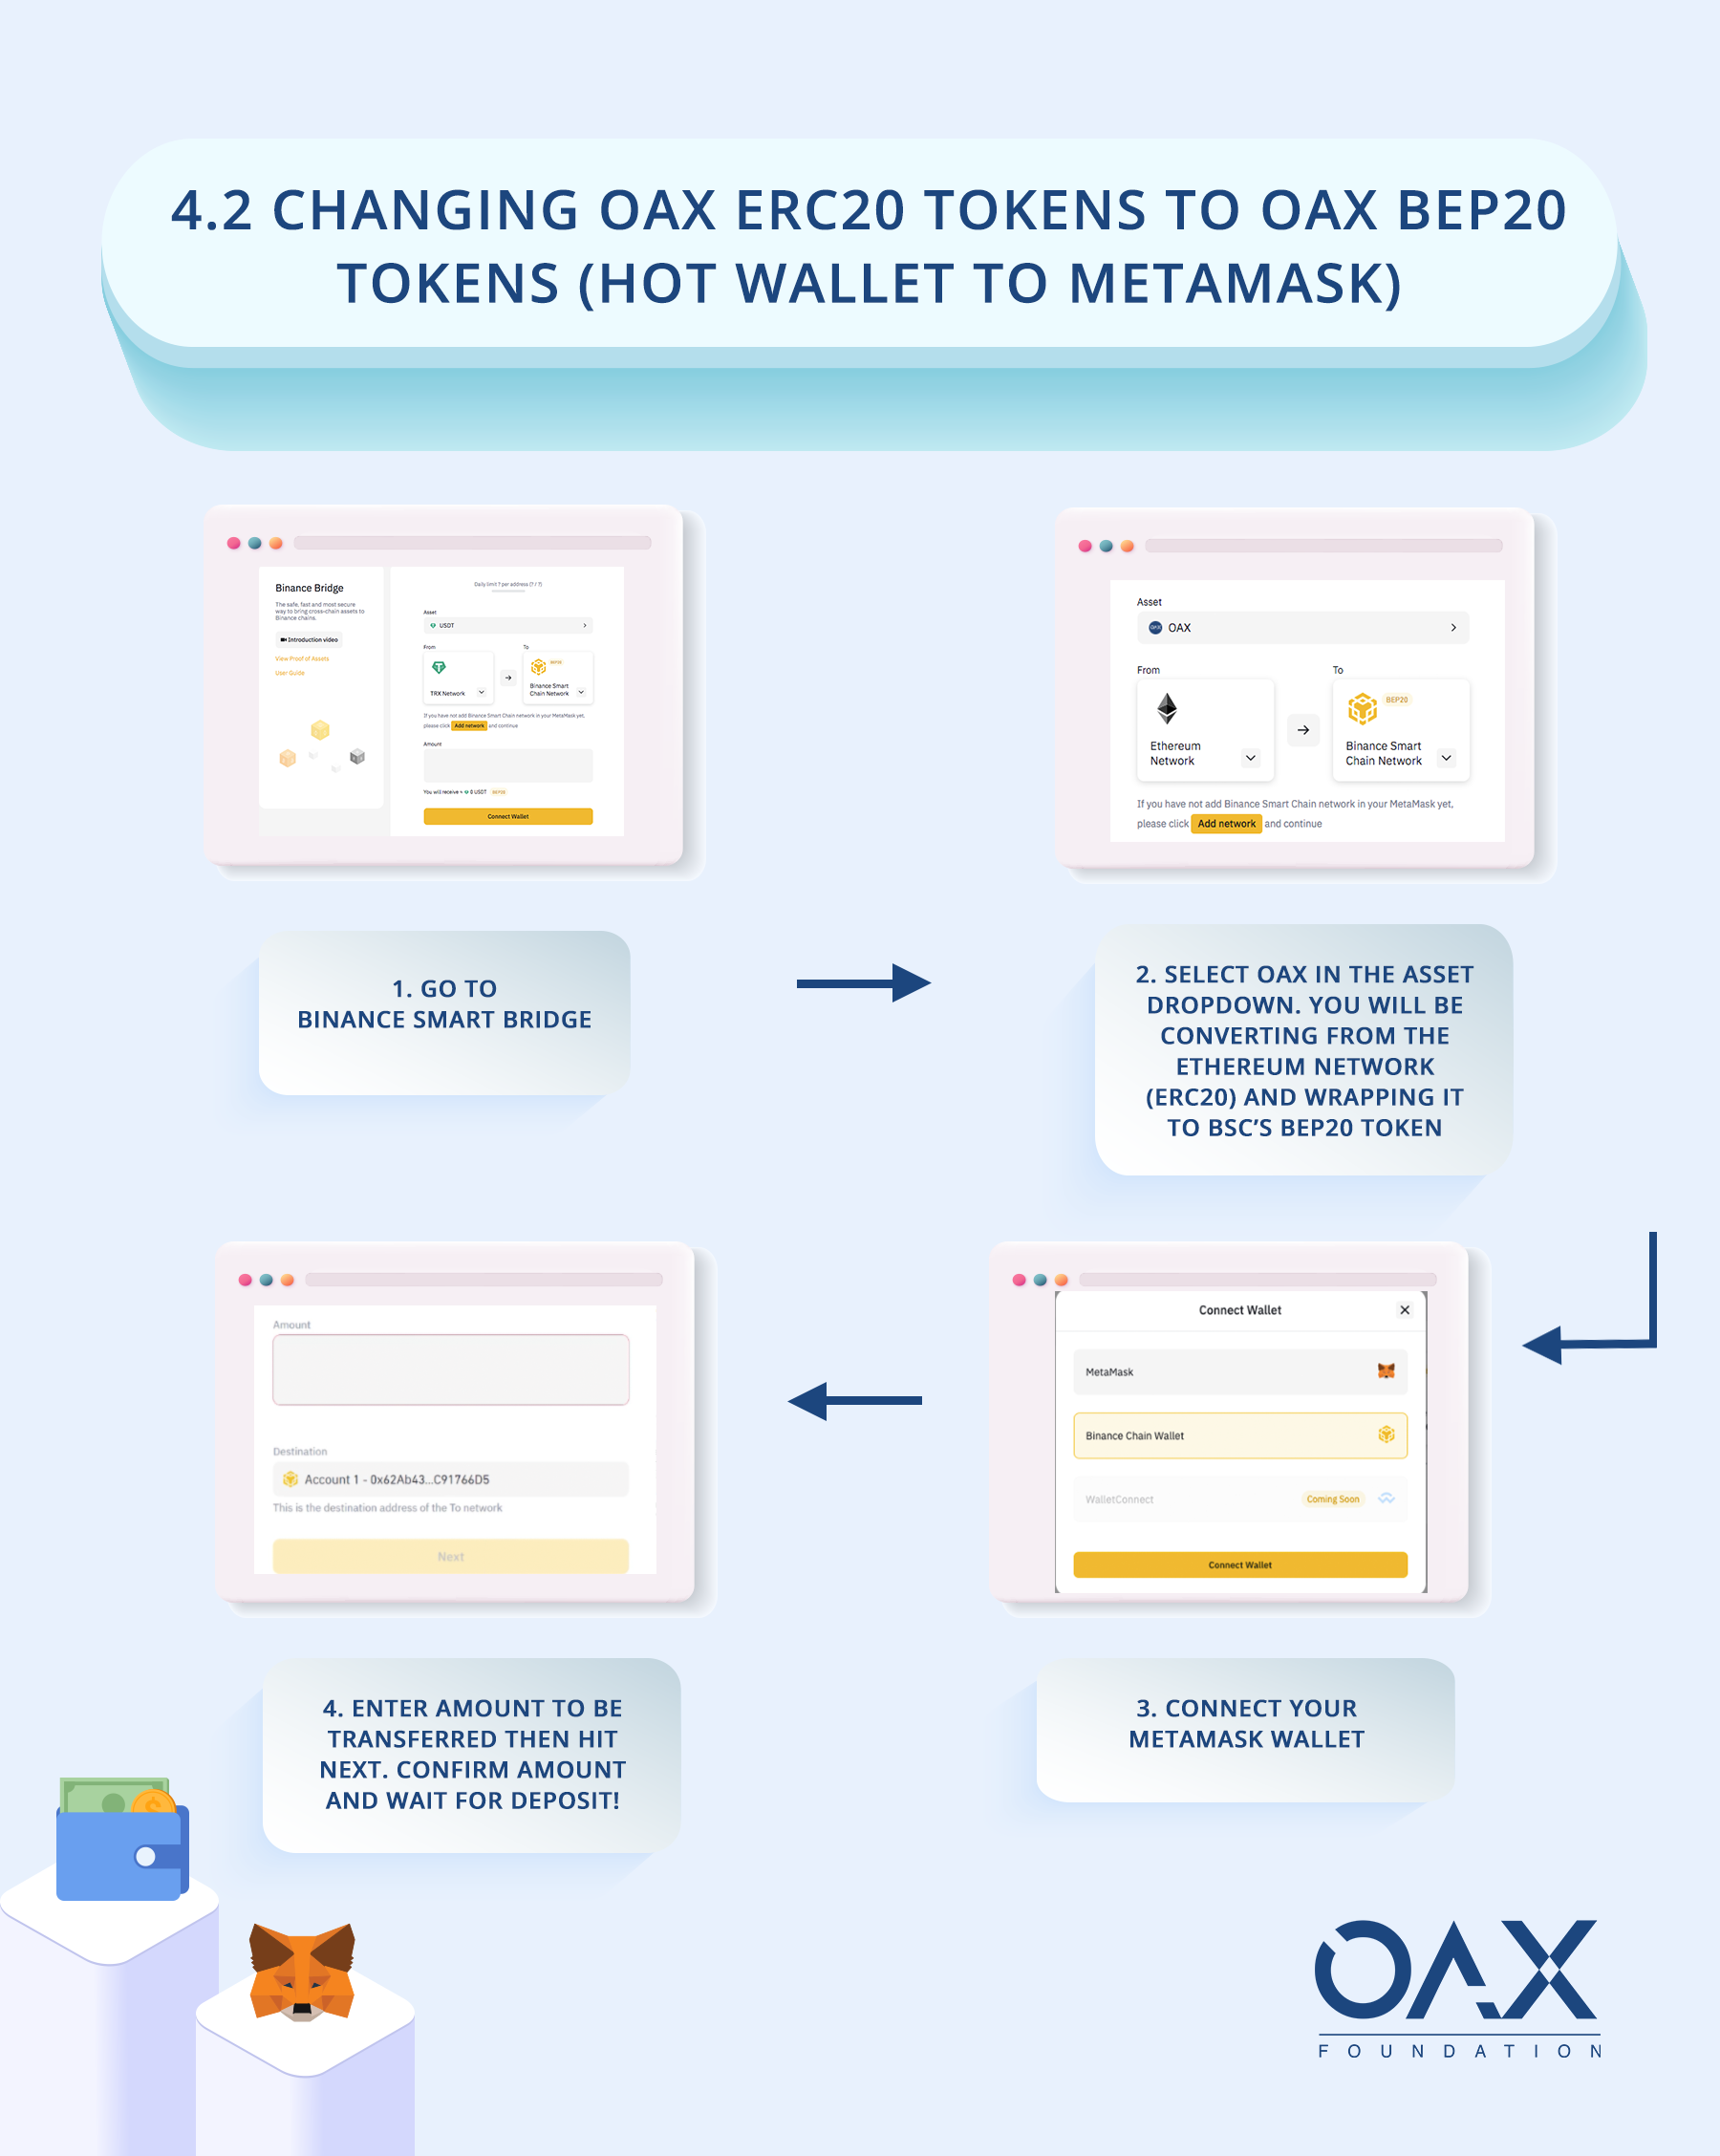 4.2 CHANGING OAX ERC20 TOKENS TO OAX BEP20
TOKENS (HOT WALLET TO METAMASK)
Binance Bridge
The safe, fast and most secure
way to bring cross-chain assets to
Binance chains.
Introduction video
View Proof of Assets
User Guide
Daily limit ? per address (? / ?)
Asset
USDT
From
To
TRX Network
BEP20
Binance Smart
Chain Network
If you have not add Binance Smart Chain network in your MetaMask yet,
please click Add network and continue
Amount
You will receive ≈ 0 USDT BEP20
Connect Wallet
1. GO TO
BINANCE SMART BRIDGE
Asset
OAX
From
To
Ethereum
Network
BEP20
Binance Smart
Chain Network
If you have not add Binance Smart Chain network in your MetaMask yet,
please click Add network and continue
2. SELECT OAX IN THE ASSET
DROPDOWN. YOU WILL BE
CONVERTING FROM THE
ETHEREUM NETWORK
(ERC20) AND WRAPPING IT
TO BSC’S BEP20 TOKEN
Connect Wallet
MetaMask
Binance Chain Wallet
WalletConnect Coming Soon
Connect Wallet
3. CONNECT YOUR
METAMASK WALLET
Amount
Destination
Account 1 - 0x62Ab43...C91766D5
This is the destination address of the To network
Next
4. ENTER AMOUNT TO BE
TRANSFERRED THEN HIT
NEXT. CONFIRM AMOUNT
AND WAIT FOR DEPOSIT!
OAX
FOUNDATION